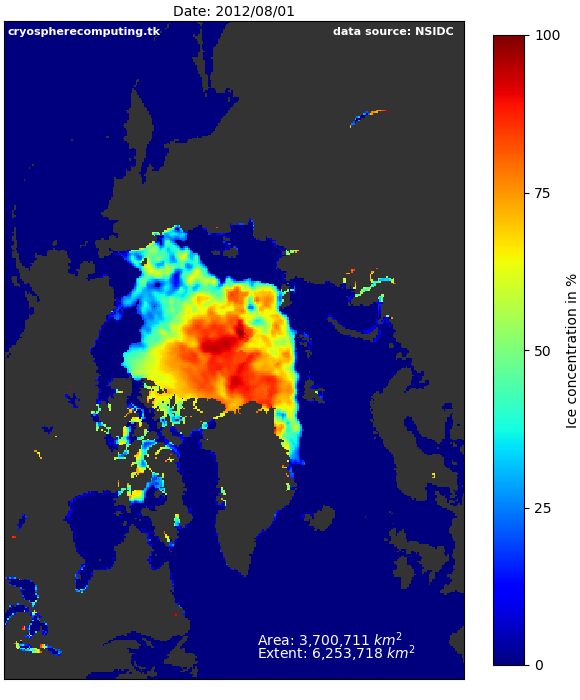 Date: 2012/08/01
cryospherecomputing.tk
data source: NSIDC
100
75
50
25
0
Ice concentration in %
Area: 3,700,711 km²
Extent: 6,253,718 km²